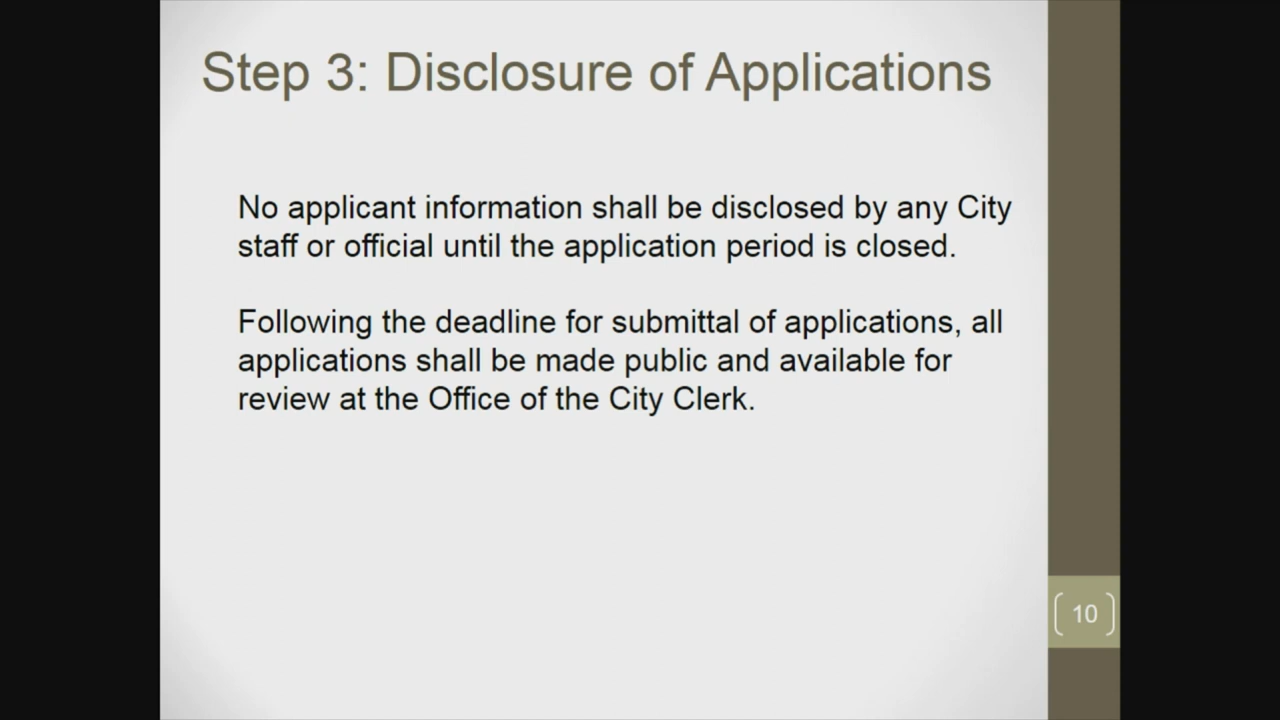 Step 3: Disclosure of Applications
No applicant information shall be disclosed by any City
staff or official until the application period is closed.
Following the deadline for submittal of applications, all
applications shall be made public and available for
review at the Office of the City Clerk.
10